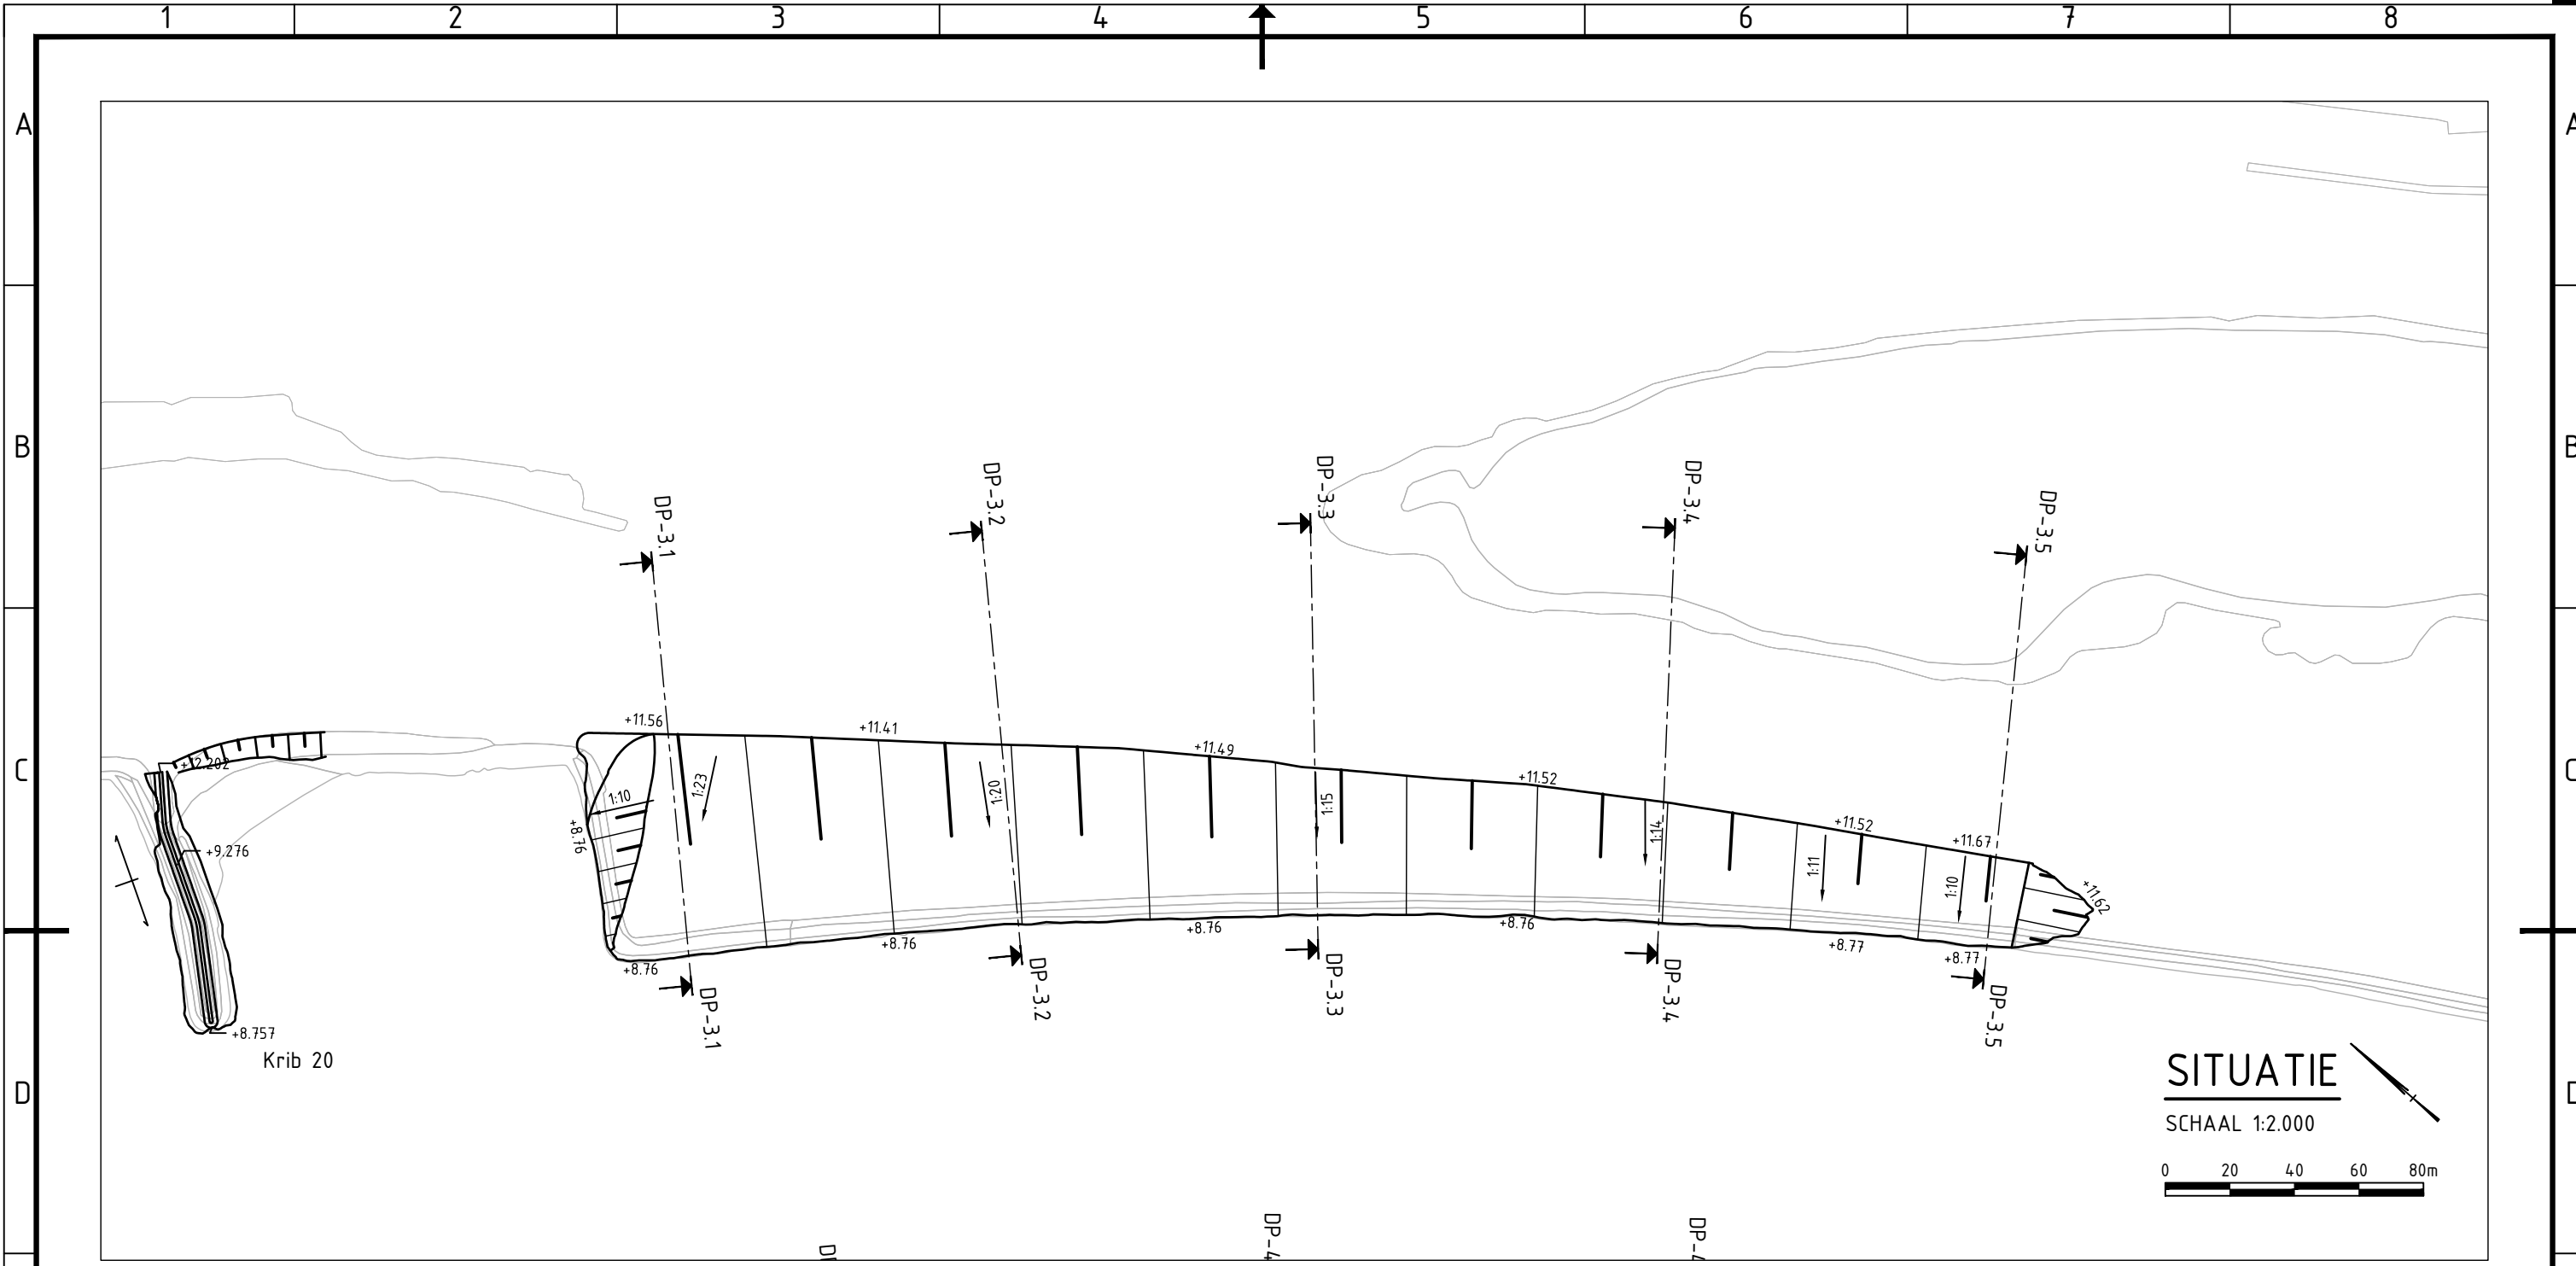 1 2 3 4 5 6 7 8
A A
B B
DP-3.1 DP-3.2 DP-3.3 DP-3.4 DP-3.5
C C
+11.56 +11.41 +11.49 +11.52 +11.52 +11.67 +11.62
+12.202
1:10 1:23 1:20 1:15 1:14 1:11 1:10
+8.76
+9.276
+8.76 +8.76 +8.76 +8.76 +8.77 +8.77
DP-3.1 DP-3.2 DP-3.3 DP-3.4 DP-3.5
+8.757
Krib 20
D
SITUATIE
SCHAAL 1:2.000
0 20 40 60 80m
DP-4 DP-4